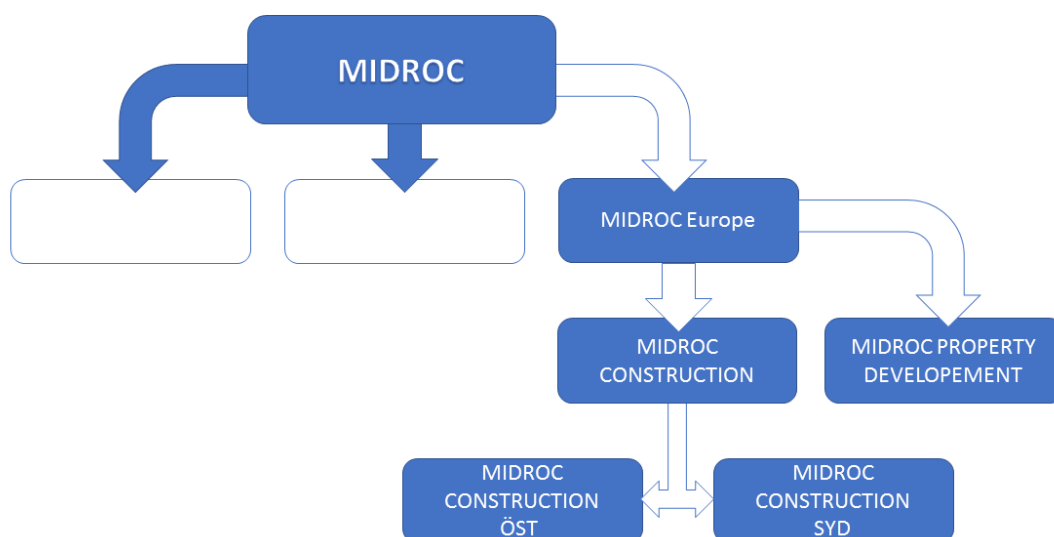 MIDROC
MIDROC Europe
MIDROC
CONSTRUCTION
MIDROC PROPERTY
DEVELOPEMENT
MIDROC
CONSTRUCTION
ÖST
MIDROC
CONSTRUCTION
SYD